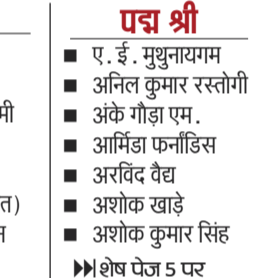 पद्म श्री
■ ए. ई. मुथुनायगम
■ अनिल कुमार रस्तोगी
■ अंके गौड़ा एम.
■ आर्मिडा फर्नांडिस
■ अरविंद वैद्य
■ अशोक खाड़े
■ अशोक कुमार सिंह
▶▶शेष पेज 5 पर